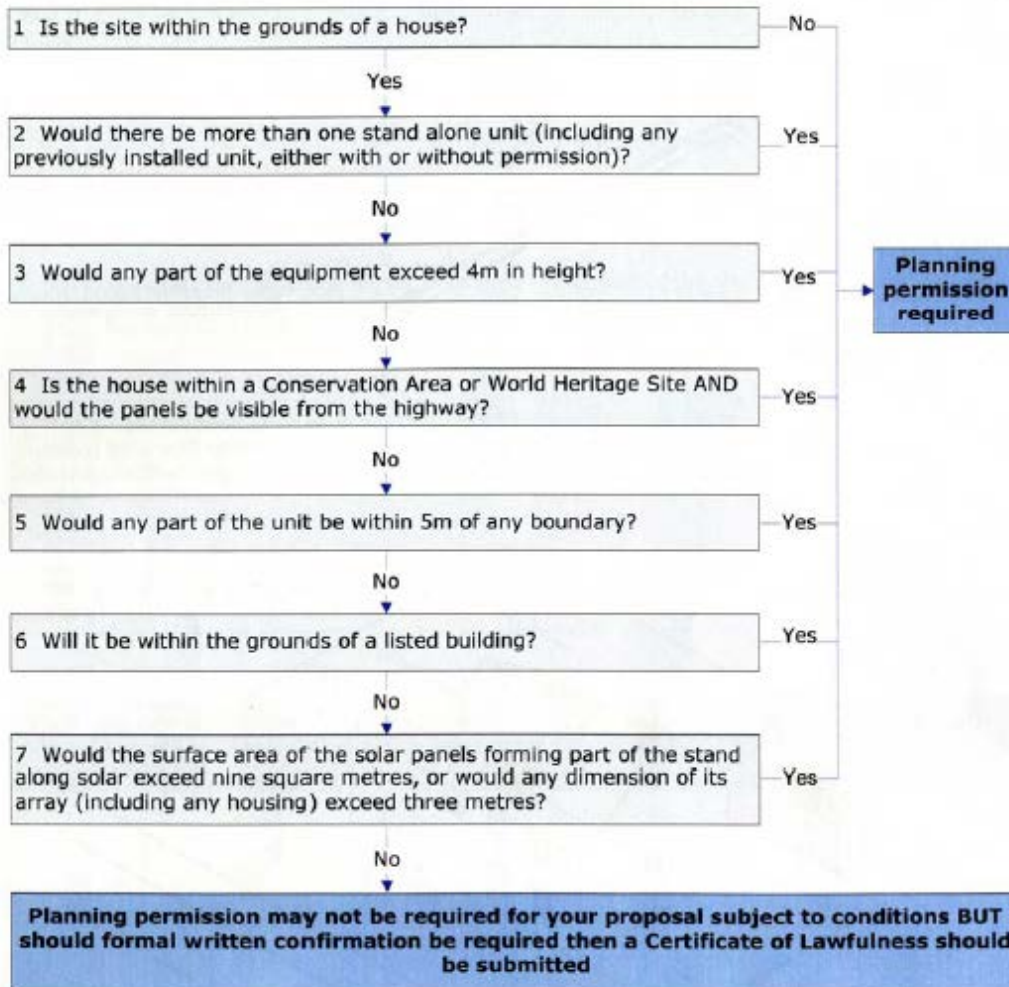 1 Is the site within the grounds of a house?
No
Yes
2 Would there be more than one stand alone unit (including any
previously installed unit, either with or without permission)?
Yes
No
3 Would any part of the equipment exceed 4m in height?
Yes
Planning
permission
required
No
4 Is the house within a Conservation Area or World Heritage Site AND
would the panels be visible from the highway?
Yes
No
5 Would any part of the unit be within 5m of any boundary?
Yes
No
6 Will it be within the grounds of a listed building?
Yes
No
7 Would the surface area of the solar panels forming part of the stand
along solar exceed nine square metres, or would any dimension of its
array (including any housing) exceed three metres?
Yes
No
Planning permission may not be required for your proposal subject to conditions BUT
should formal written confirmation be required then a Certificate of Lawfulness should
be submitted